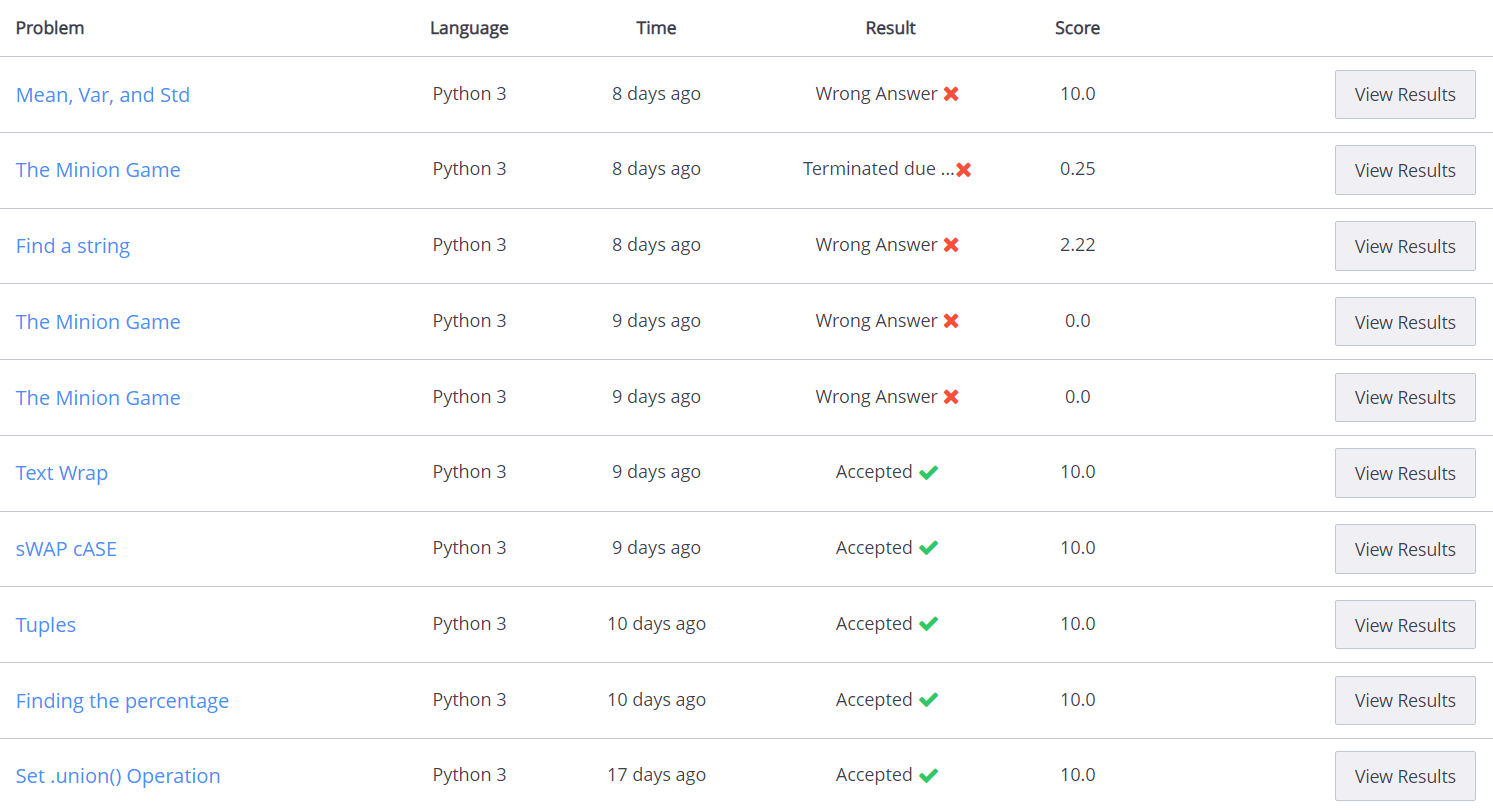 Problem Language Time Result Score
Mean, Var, and Std Python 3 8 days ago Wrong Answer 10.0 View Results
The Minion Game Python 3 8 days ago Terminated due ... 0.25 View Results
Find a string Python 3 8 days ago Wrong Answer 2.22 View Results
The Minion Game Python 3 9 days ago Wrong Answer 0.0 View Results
The Minion Game Python 3 9 days ago Wrong Answer 0.0 View Results
Text Wrap Python 3 9 days ago Accepted 10.0 View Results
sWAP cASE Python 3 9 days ago Accepted 10.0 View Results
Tuples Python 3 10 days ago Accepted 10.0 View Results
Finding the percentage Python 3 10 days ago Accepted 10.0 View Results
Set .union() Operation Python 3 17 days ago Accepted 10.0 View Results